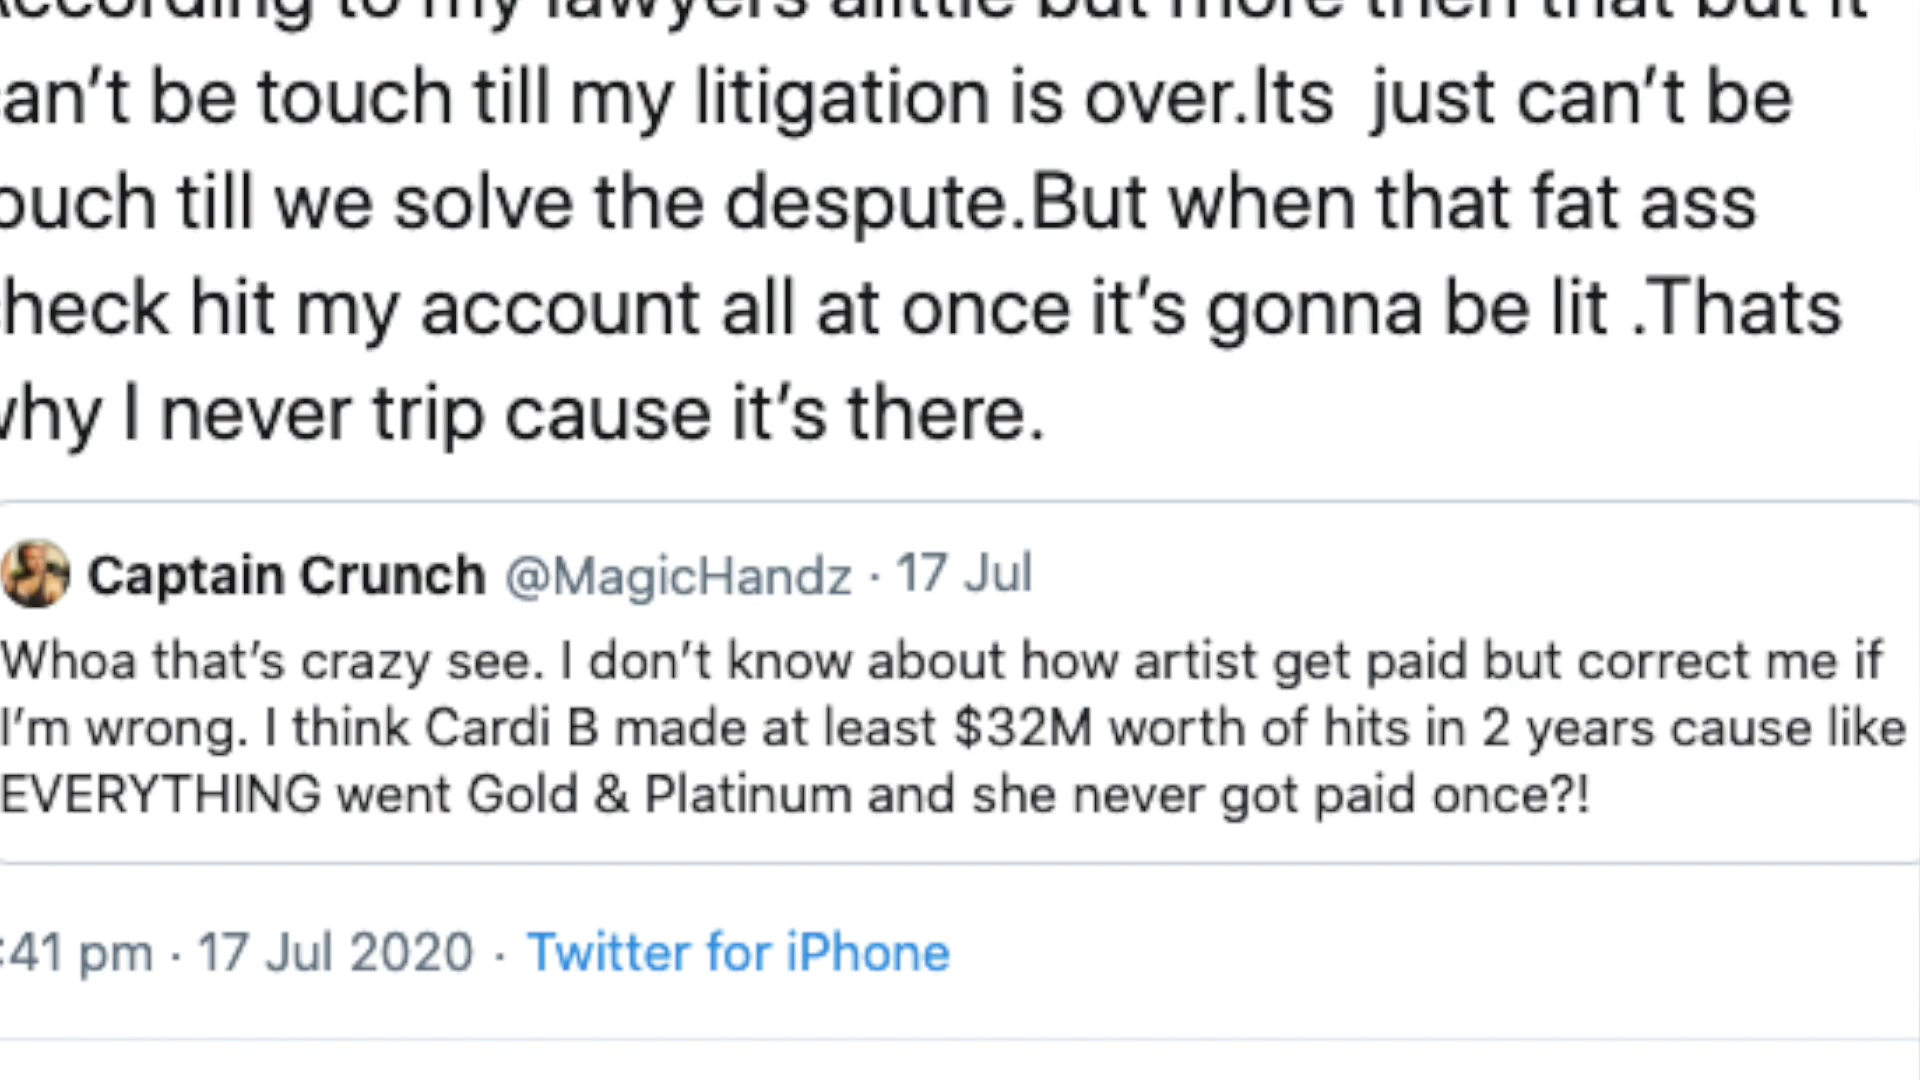 According to my lawyers alittle but more then that but it
can't be touch till my litigation is over.Its  just can't be
touch till we solve the despute.But when that fat ass
check hit my account all at once it's gonna be lit .Thats
why I never trip cause it's there.
Captain Crunch @MagicHandz · 17 Jul
Whoa that's crazy see. I don't know about how artist get paid but correct me if
I'm wrong. I think Cardi B made at least $32M worth of hits in 2 years cause like
EVERYTHING went Gold & Platinum and she never got paid once?!
:41 pm · 17 Jul 2020 · Twitter for iPhone